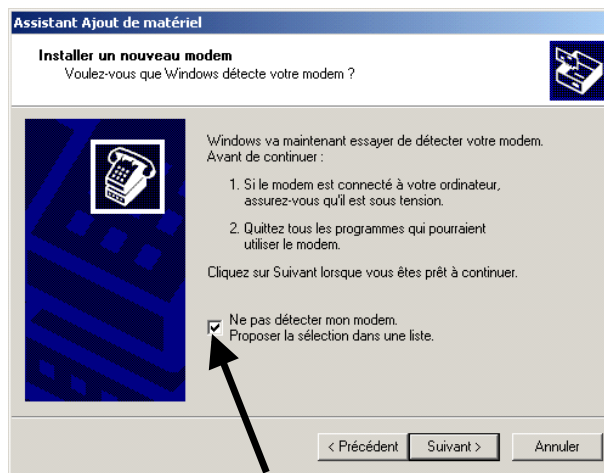 Assistant Ajout de matériel
Installer un nouveau modem
Voulez-vous que Windows détecte votre modem ?
Windows va maintenant essayer de détecter votre modem.
Avant de continuer :
1. Si le modem est connecté à votre ordinateur,
assurez-vous qu'il est sous tension.
2. Quittez tous les programmes qui pourraient
utiliser le modem.
Cliquez sur Suivant lorsque vous êtes prêt à continuer.
Ne pas détecter mon modem.
Proposer la sélection dans une liste.
< Précédent Suivant > Annuler